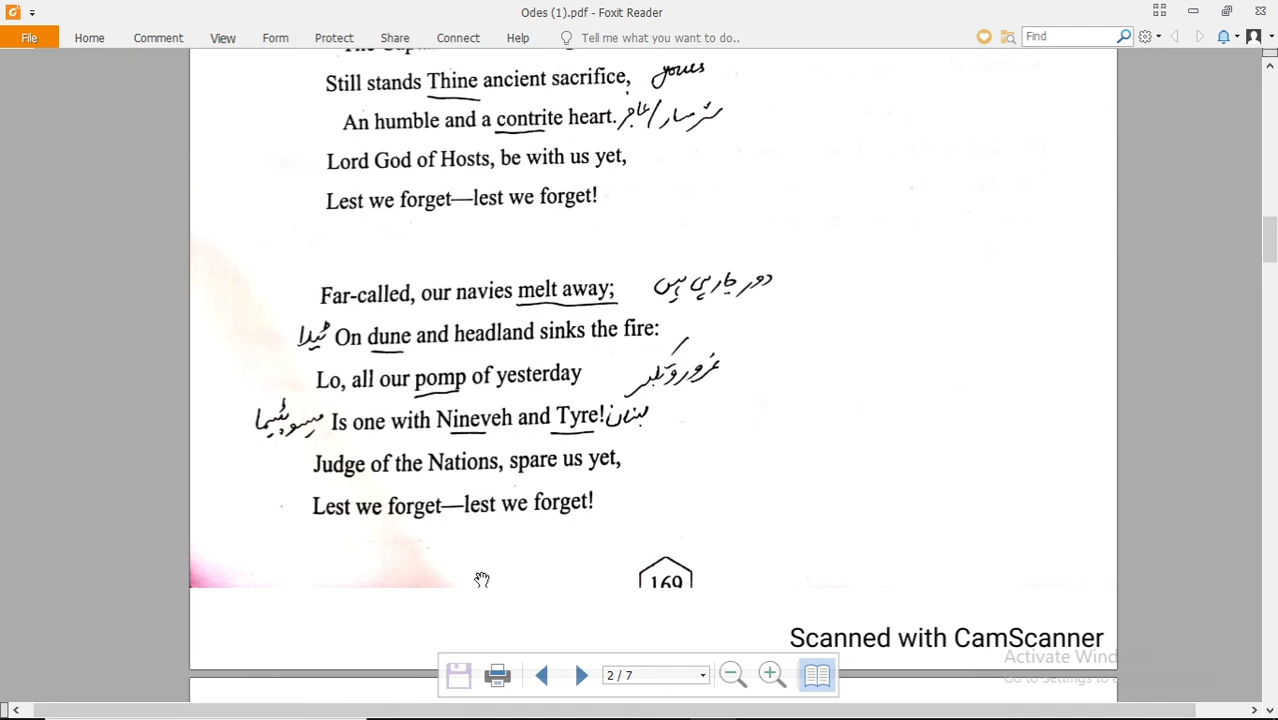 Odes (1).pdf - Foxit Reader
File Home Comment View Form Protect Share Connect Help Tell me what you want to do.. Find
Still stands Thine ancient sacrifice, yours
An humble and a contrite heart. شرمسار/عاجز
Lord God of Hosts, be with us yet,
Lest we forget—lest we forget!
Far-called, our navies melt away; دور جا رہی ہیں
ٹیلا On dune and headland sinks the fire:
Lo, all our pomp of yesterday غرور و تکبر
میسوپوٹیمیا Is one with Nineveh and Tyre! لبنان
Judge of the Nations, spare us yet,
Lest we forget—lest we forget!
169
Scanned with CamScanner
Activate Wind
2 / 7